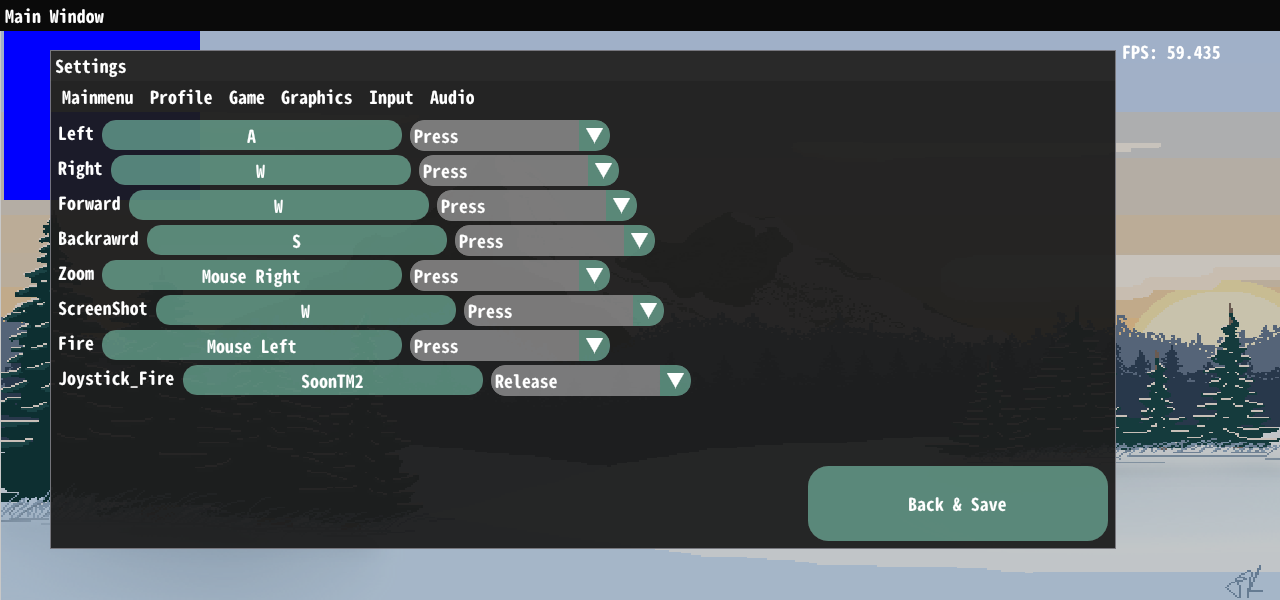 Main Window
FPS: 59.435
Settings
Mainmenu Profile Game Graphics Input Audio
Left A Press
Right W Press
Forward W Press
Backrawrd S Press
Zoom Mouse Right Press
ScreenShot W Press
Fire Mouse Left Press
Joystick_Fire SoonTM2 Release
Back & Save